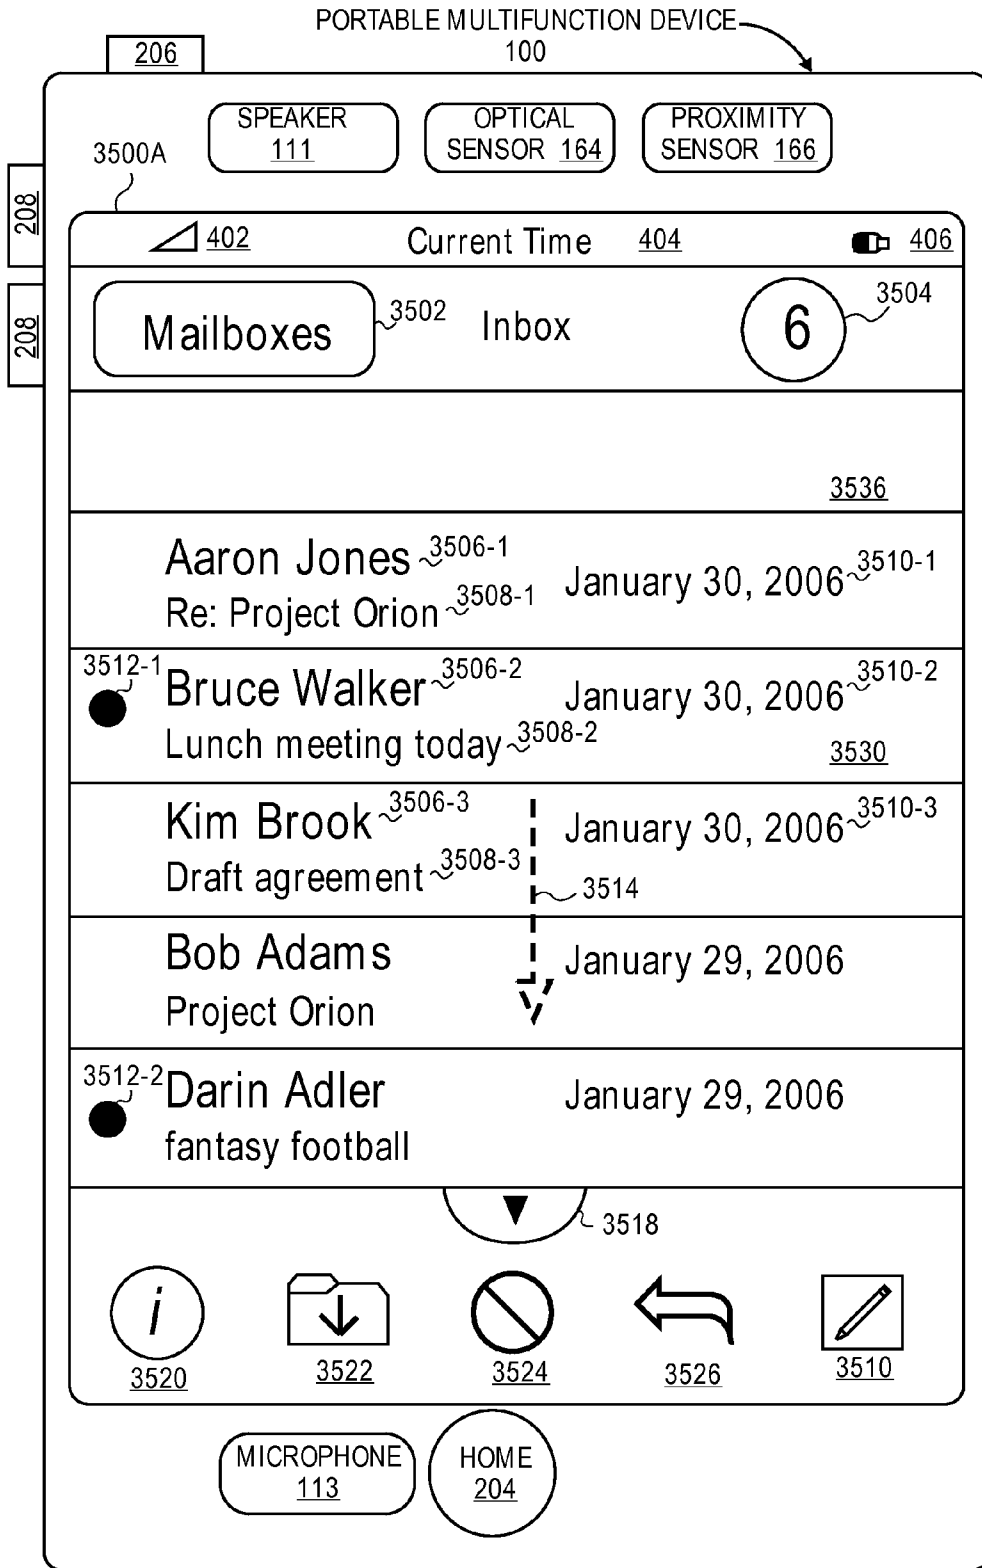 PORTABLE MULTIFUNCTION DEVICE
100
206
SPEAKER
111
OPTICAL
SENSOR 164
PROXIMITY
SENSOR 166
3500A
208
208
402
Current Time
404
406
Mailboxes
3502
Inbox
6
3504
3536
Aaron Jones
3506-1
January 30, 2006
3510-1
Re: Project Orion
3508-1
3512-1
Bruce Walker
3506-2
January 30, 2006
3510-2
Lunch meeting today
3508-2
3530
Kim Brook
3506-3
January 30, 2006
3510-3
Draft agreement
3508-3
3514
Bob Adams
January 29, 2006
Project Orion
3512-2
Darin Adler
January 29, 2006
fantasy football
3518
i
3520
3522
3524
3526
3510
MICROPHONE
113
HOME
204